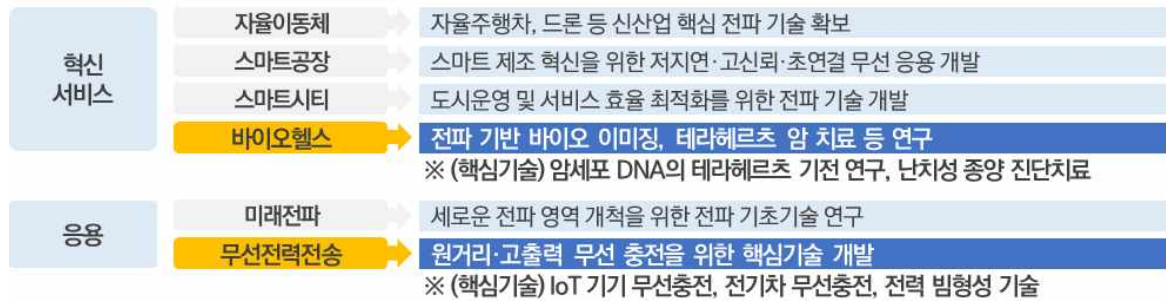 혁신
서비스
자율이동체 자율주행차, 드론 등 신산업 핵심 전파 기술 확보
스마트공장 스마트 제조 혁신을 위한 저지연·고신뢰·초연결 무선 응용 개발
스마트시티 도시운영 및 서비스 효율 최적화를 위한 전파 기술 개발
바이오헬스 전파 기반 바이오 이미징, 테라헤르츠 암 치료 등 연구
※ (핵심기술) 암세포 DNA의 테라헤르츠 기전 연구, 난치성 종양 진단치료
응용
미래전파 세로운 전파 영역 개척을 위한 전파 기초기술 연구
무선전력전송 원거리·고출력 무선 충전을 위한 핵심기술 개발
※ (핵심기술) IoT 기기 무선충전, 전기차 무선충전, 전력 빔형성 기술